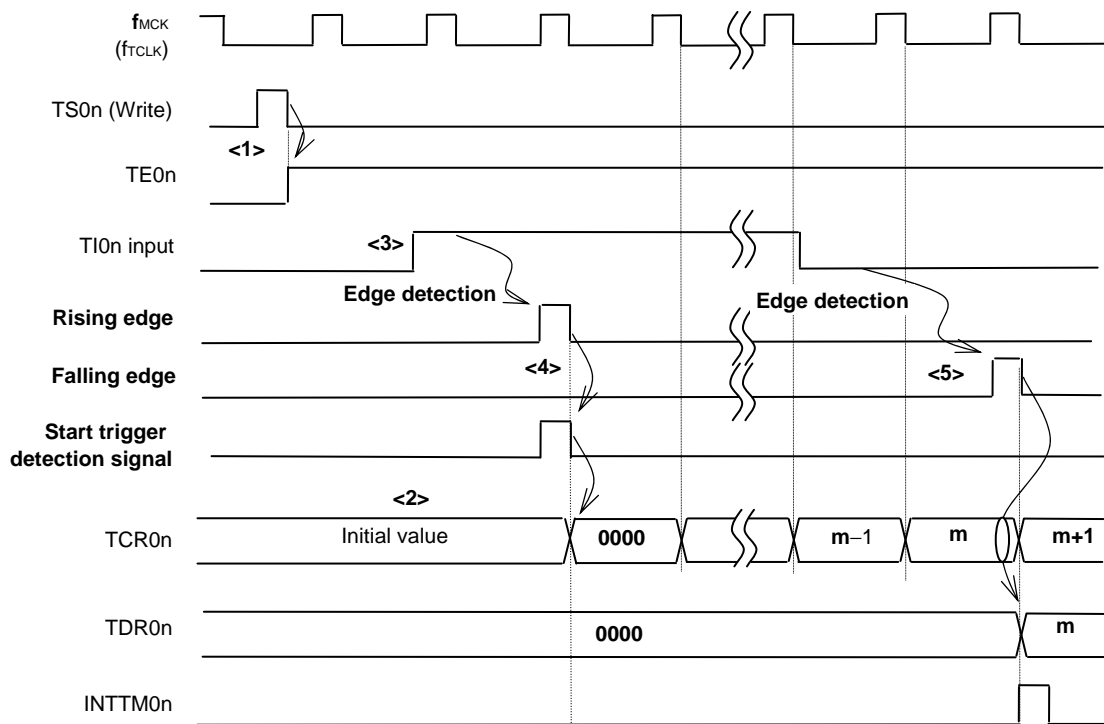 fMCK
(fTCLK)
TS0n (Write)
<1>
TE0n
TI0n input
<3>
Edge detection
Edge detection
Rising edge
<4>
Falling edge
<5>
Start trigger
detection signal
<2>
TCR0n
Initial value
0000
m−1
m
m+1
TDR0n
0000
m
INTTM0n